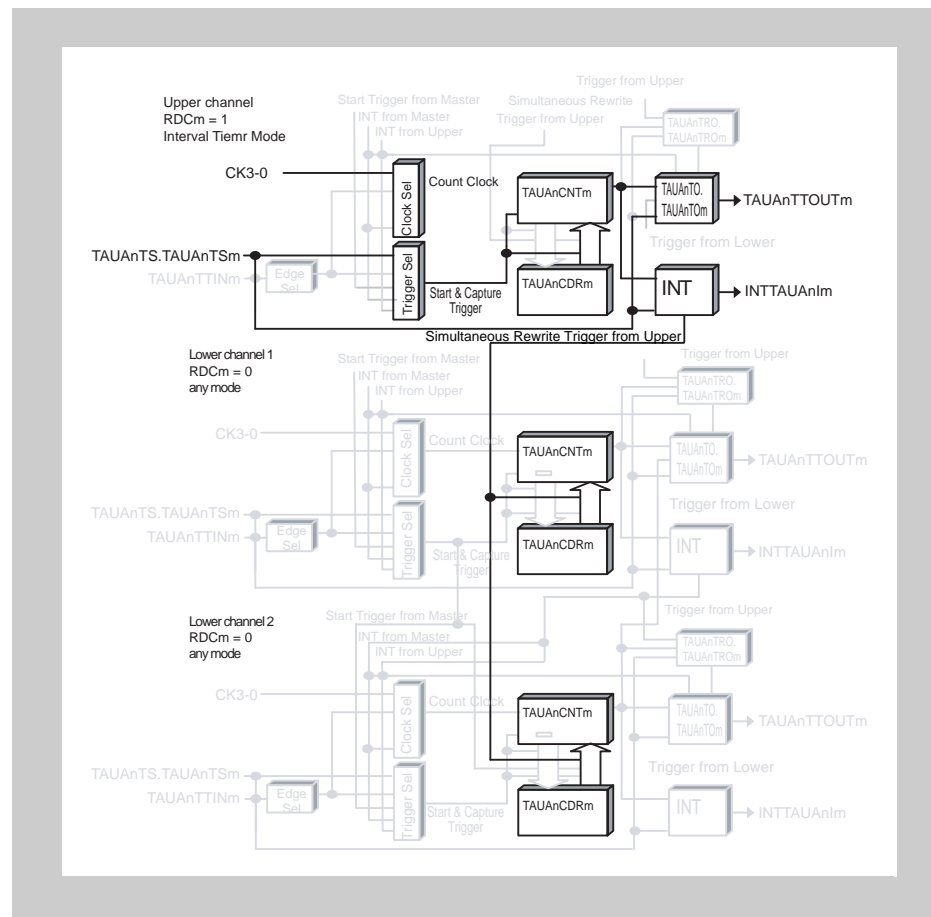 Trigger from Upper
Upper channel
RDCm = 1
Interval Tiemr Mode
Start Trigger from Master
INT from Master
INT from Upper
Simultaneous Rewrite
Trigger from Upper
TAUAnTRO.
TAUAnTROm
CK3-0
Clock Sel
Count Clock
TAUAnCNTm
TAUAnTO.
TAUAnTOm
TAUAnTTOUTm
Trigger from Lower
TAUAnTS.TAUAnTSm
TAUAnTTINm
Edge
Sel
Trigger Sel
Start & Capture
Trigger
TAUAnCDRm
INT
INTTAUAnIm
Simultaneous Rewrite Trigger from Upper
Lower channel 1
RDCm = 0
any mode
Start Trigger from Master
INT from Master
INT from Upper
Trigger from Upper
TAUAnTRO.
TAUAnTROm
CK3-0
Clock Sel
Count Clock
TAUAnCNTm
TAUAnTO.
TAUAnTOm
TAUAnTTOUTm
Trigger from Lower
TAUAnTS.TAUAnTSm
TAUAnTTINm
Edge
Sel
Trigger Sel
Start & Capture
Trigger
TAUAnCDRm
INT
INTTAUAnIm
Lower channel 2
RDCm = 0
any mode
Start Trigger from Master
INT from Master
INT from Upper
Trigger from Upper
TAUAnTRO.
TAUAnTROm
CK3-0
Clock Sel
Count Clock
TAUAnCNTm
TAUAnTO.
TAUAnTOm
TAUAnTTOUTm
Trigger from Lower
TAUAnTS.TAUAnTSm
TAUAnTTINm
Edge
Sel
Trigger Sel
Start & Capture
Trigger
TAUAnCDRm
INT
INTTAUAnIm